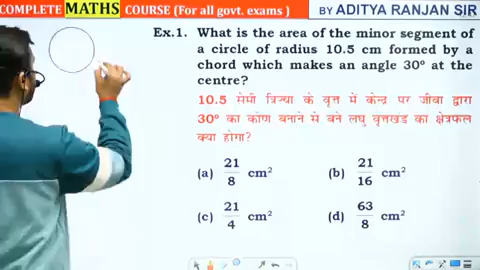 COMPLETE MATHS COURSE (For all govt. exams ) BY ADITYA RANJAN SIR
Ex.1. What is the area of the minor segment of
a circle of radius 10.5 cm formed by a
chord which makes an angle 30° at the
centre?
10.5 सेमी त्रिज्या के वृत्त में केन्द्र पर जीवा द्वारा
30° का कोण बनाने से बने लघु वृत्तखंड का क्षेत्रफल
क्या होगा?
(a) 21/8 cm² (b) 21/16 cm²
(c) 21/4 cm² (d) 63/8 cm²